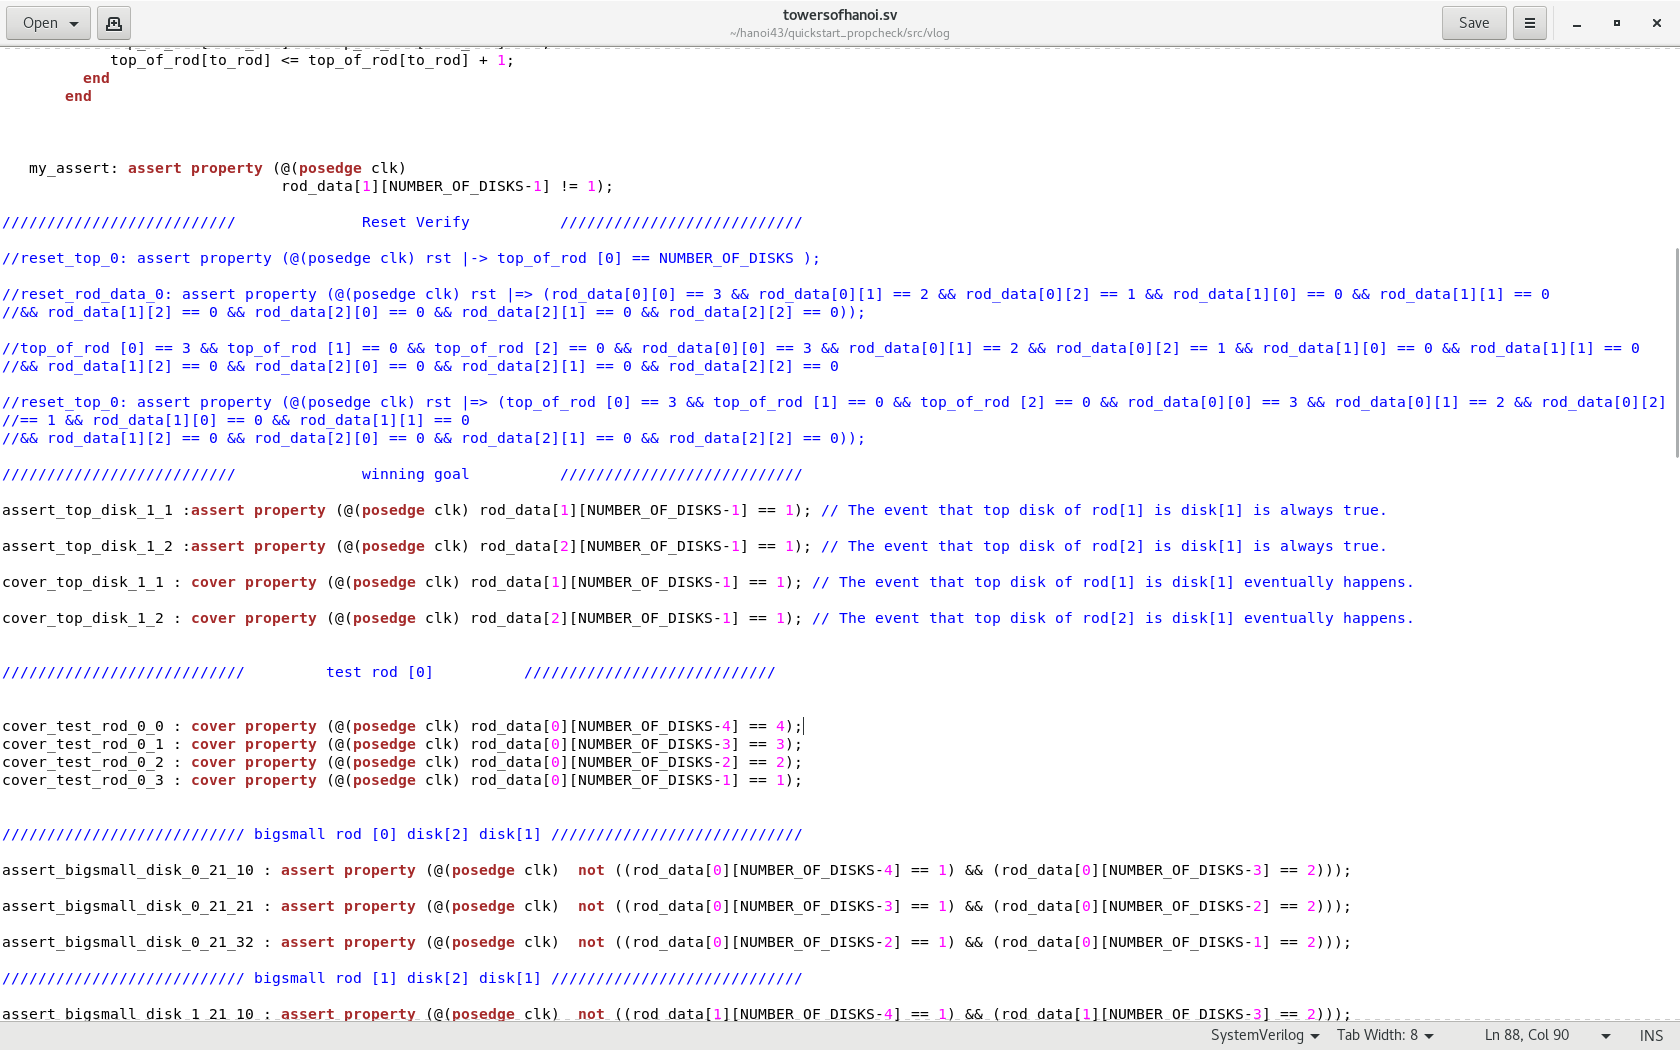 Open
towersofhanoi.sv
~/hanoi43/quickstart_propcheck/src/vlog
Save
top_of_rod[to_rod] <= top_of_rod[to_rod] + 1;
end
end
my_assert: assert property (@(posedge clk)
rod_data[1][NUMBER_OF_DISKS-1] != 1);
////////////////////////// Reset Verify ///////////////////////////
//reset_top_0: assert property (@(posedge clk) rst |-> top_of_rod [0] == NUMBER_OF_DISKS );
//reset_rod_data_0: assert property (@(posedge clk) rst |=> (rod_data[0][0] == 3 && rod_data[0][1] == 2 && rod_data[0][2] == 1 && rod_data[1][0] == 0 && rod_data[1][1] == 0
//&& rod_data[1][2] == 0 && rod_data[2][0] == 0 && rod_data[2][1] == 0 && rod_data[2][2] == 0));
//top_of_rod [0] == 3 && top_of_rod [1] == 0 && top_of_rod [2] == 0 && rod_data[0][0] == 3 && rod_data[0][1] == 2 && rod_data[0][2] == 1 && rod_data[1][0] == 0 && rod_data[1][1] == 0
//&& rod_data[1][2] == 0 && rod_data[2][0] == 0 && rod_data[2][1] == 0 && rod_data[2][2] == 0
//reset_top_0: assert property (@(posedge clk) rst |=> (top_of_rod [0] == 3 && top_of_rod [1] == 0 && top_of_rod [2] == 0 && rod_data[0][0] == 3 && rod_data[0][1] == 2 && rod_data[0][2]
//== 1 && rod_data[1][0] == 0 && rod_data[1][1] == 0
//&& rod_data[1][2] == 0 && rod_data[2][0] == 0 && rod_data[2][1] == 0 && rod_data[2][2] == 0));
////////////////////////// winning goal ///////////////////////////
assert_top_disk_1_1 :assert property (@(posedge clk) rod_data[1][NUMBER_OF_DISKS-1] == 1); // The event that top disk of rod[1] is disk[1] is always true.
assert_top_disk_1_2 :assert property (@(posedge clk) rod_data[2][NUMBER_OF_DISKS-1] == 1); // The event that top disk of rod[2] is disk[1] is always true.
cover_top_disk_1_1 : cover property (@(posedge clk) rod_data[1][NUMBER_OF_DISKS-1] == 1); // The event that top disk of rod[1] is disk[1] eventually happens.
cover_top_disk_1_2 : cover property (@(posedge clk) rod_data[2][NUMBER_OF_DISKS-1] == 1); // The event that top disk of rod[2] is disk[1] eventually happens.
/////////////////////////// test rod [0] ////////////////////////////
cover_test_rod_0_0 : cover property (@(posedge clk) rod_data[0][NUMBER_OF_DISKS-4] == 4);
cover_test_rod_0_1 : cover property (@(posedge clk) rod_data[0][NUMBER_OF_DISKS-3] == 3);
cover_test_rod_0_2 : cover property (@(posedge clk) rod_data[0][NUMBER_OF_DISKS-2] == 2);
cover_test_rod_0_3 : cover property (@(posedge clk) rod_data[0][NUMBER_OF_DISKS-1] == 1);
/////////////////////////// bigsmall rod [0] disk[2] disk[1] ////////////////////////////
assert_bigsmall_disk_0_21_10 : assert property (@(posedge clk) not ((rod_data[0][NUMBER_OF_DISKS-4] == 1) && (rod_data[0][NUMBER_OF_DISKS-3] == 2)));
assert_bigsmall_disk_0_21_21 : assert property (@(posedge clk) not ((rod_data[0][NUMBER_OF_DISKS-3] == 1) && (rod_data[0][NUMBER_OF_DISKS-2] == 2)));
assert_bigsmall_disk_0_21_32 : assert property (@(posedge clk) not ((rod_data[0][NUMBER_OF_DISKS-2] == 1) && (rod_data[0][NUMBER_OF_DISKS-1] == 2)));
/////////////////////////// bigsmall rod [1] disk[2] disk[1] ////////////////////////////
assert_bigsmall_disk_1_21_10 : assert property (@(posedge clk) not ((rod_data[1][NUMBER_OF_DISKS-4] == 1) && (rod_data[1][NUMBER_OF_DISKS-3] == 2)));
SystemVerilog Tab Width: 8 Ln 88, Col 90 INS